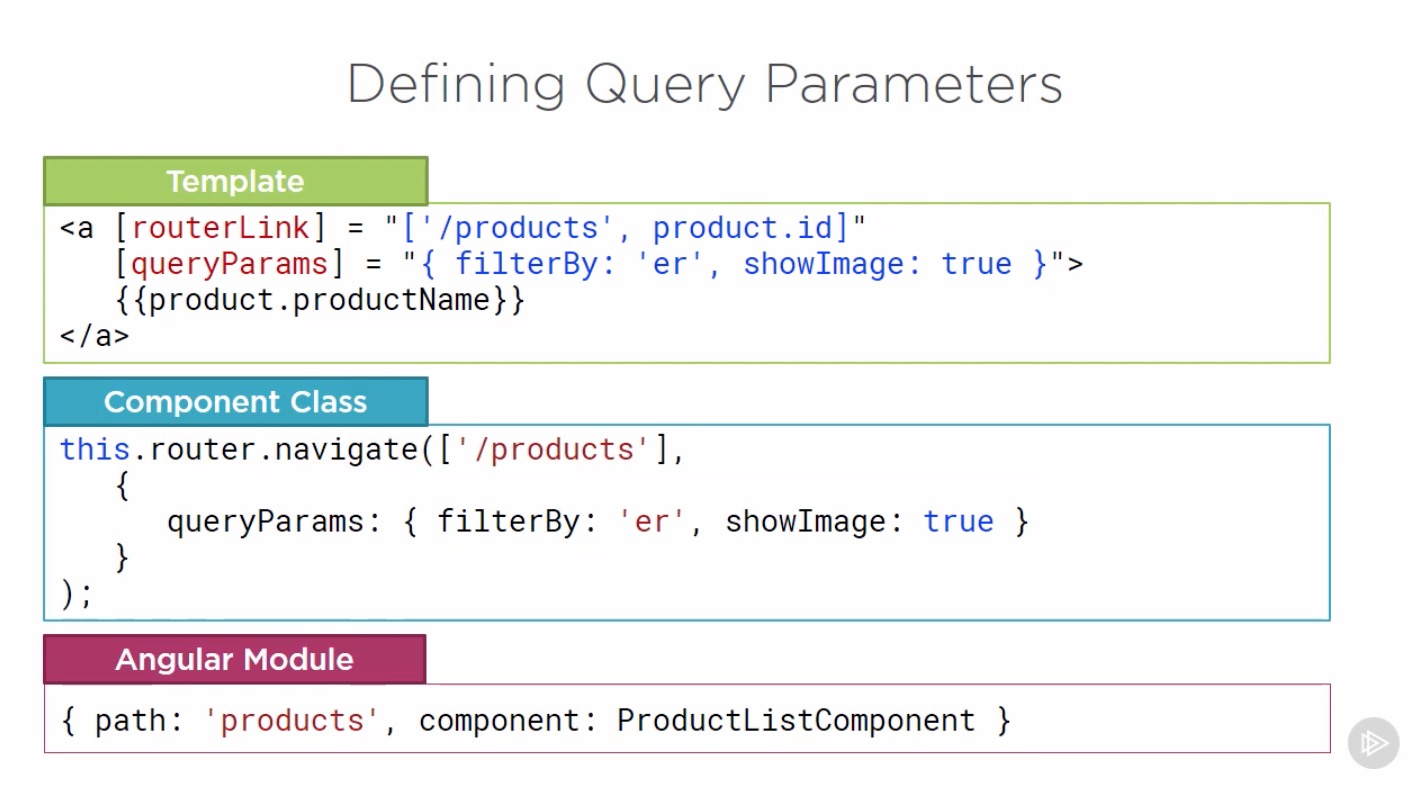 Defining Query Parameters
Template
<a [routerLink] = "['/products', product.id]"
[queryParams] = "{ filterBy: 'er', showImage: true }">
{{product.productName}}
</a>
Component Class
this.router.navigate(['/products'],
{
queryParams: { filterBy: 'er', showImage: true }
}
);
Angular Module
{ path: 'products', component: ProductListComponent }